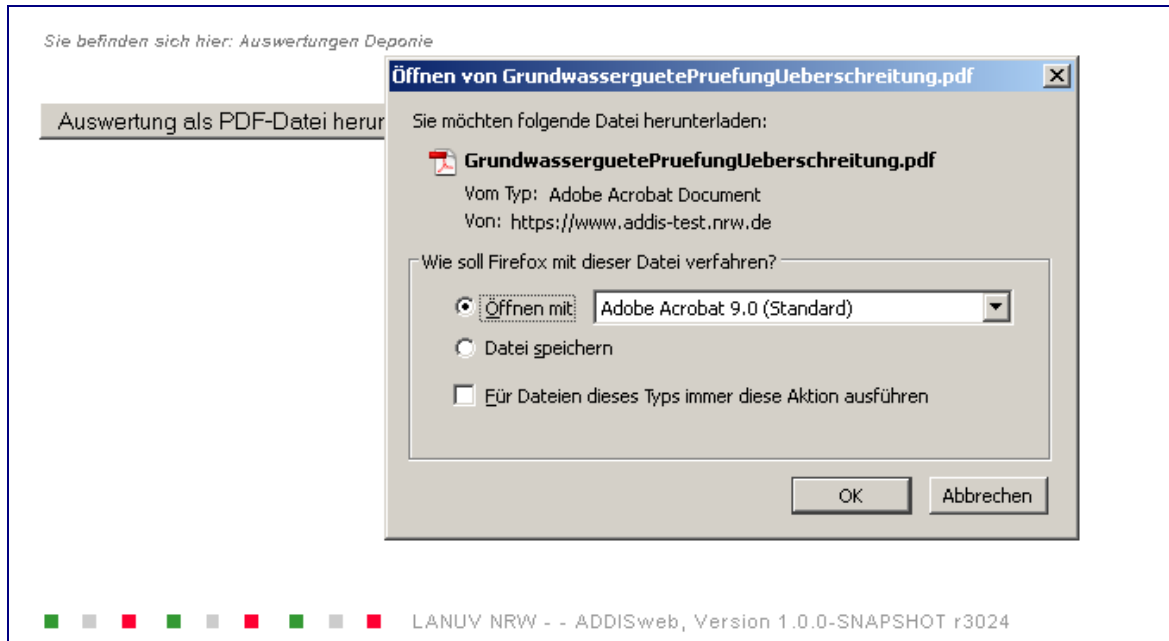 Sie befinden sich hier: Auswertungen Deponie
Öffnen von GrundwasserguetePruefungUeberschreitung.pdf
Auswertung als PDF-Datei herun
Sie möchten folgende Datei herunterladen:
GrundwasserguetePruefungUeberschreitung.pdf
Vom Typ: Adobe Acrobat Document
Von: https://www.addis-test.nrw.de
Wie soll Firefox mit dieser Datei verfahren?
Öffnen mit Adobe Acrobat 9.0 (Standard)
Datei speichern
Für Dateien dieses Typs immer diese Aktion ausführen
OK Abbrechen
LANUV NRW - - ADDISweb, Version 1.0.0-SNAPSHOT r3024